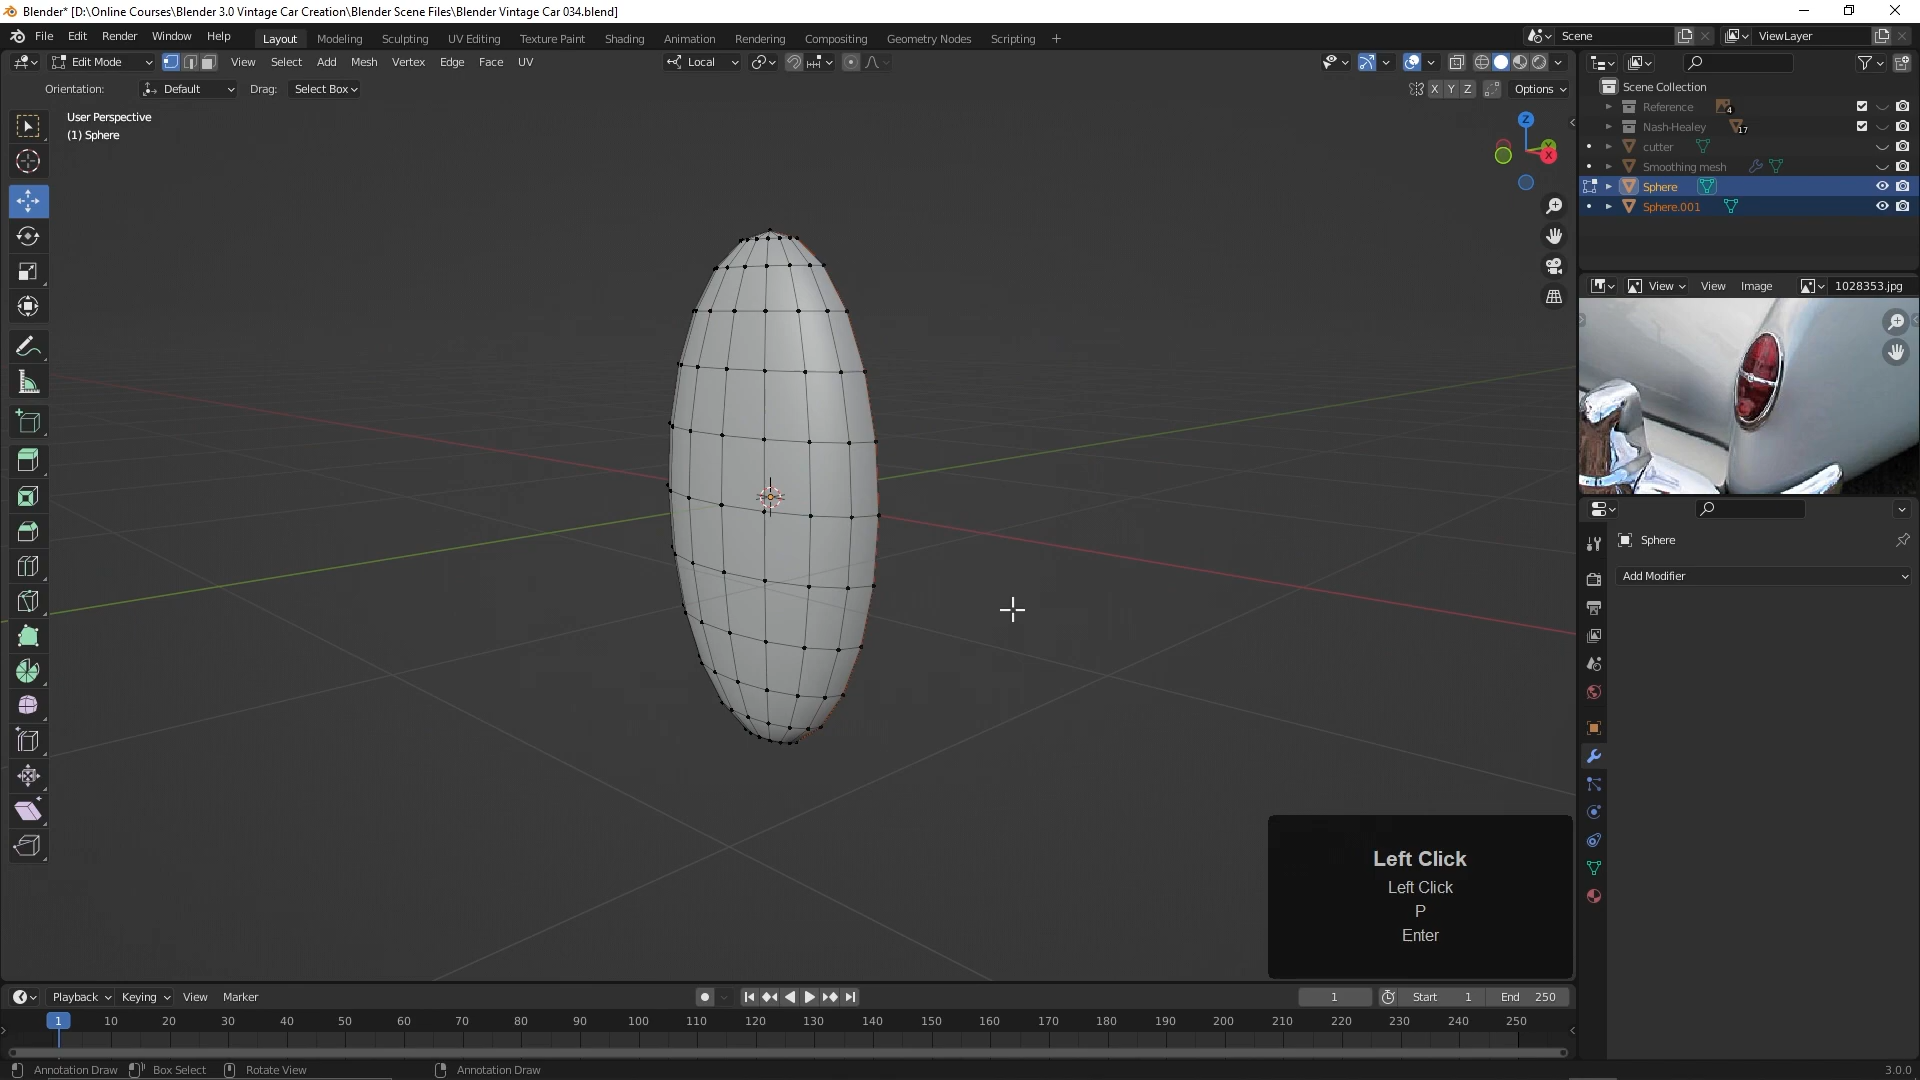 Blender* [D:\Online Courses\Blender 3.0 Vintage Car Creation\Blender Scene Files\Blender Vintage Car 034.blend]
File Edit Render Window Help Layout Modeling Sculpting UV Editing Texture Paint Shading Animation Rendering Compositing Geometry Nodes Scripting + Scene ViewLayer
Edit Mode View Select Add Mesh Vertex Edge Face UV Local
Orientation: Default Drag: Select Box X Y Z Options
User Perspective
(1) Sphere
Z
Y
X
Scene Collection
Reference 4
Nash-Healey 17
cutter
Smoothing mesh
Sphere
Sphere.001
View View Image 1028353.jpg
Sphere
Add Modifier
Left Click
Left Click
P
Enter
Playback Keying View Marker 1 Start 1 End 250
1 10 20 30 40 50 60 70 80 90 100 110 120 130 140 150 160 170 180 190 200 210 220 230 240 250
Annotation Draw Box Select Rotate View Annotation Draw 3.0.0